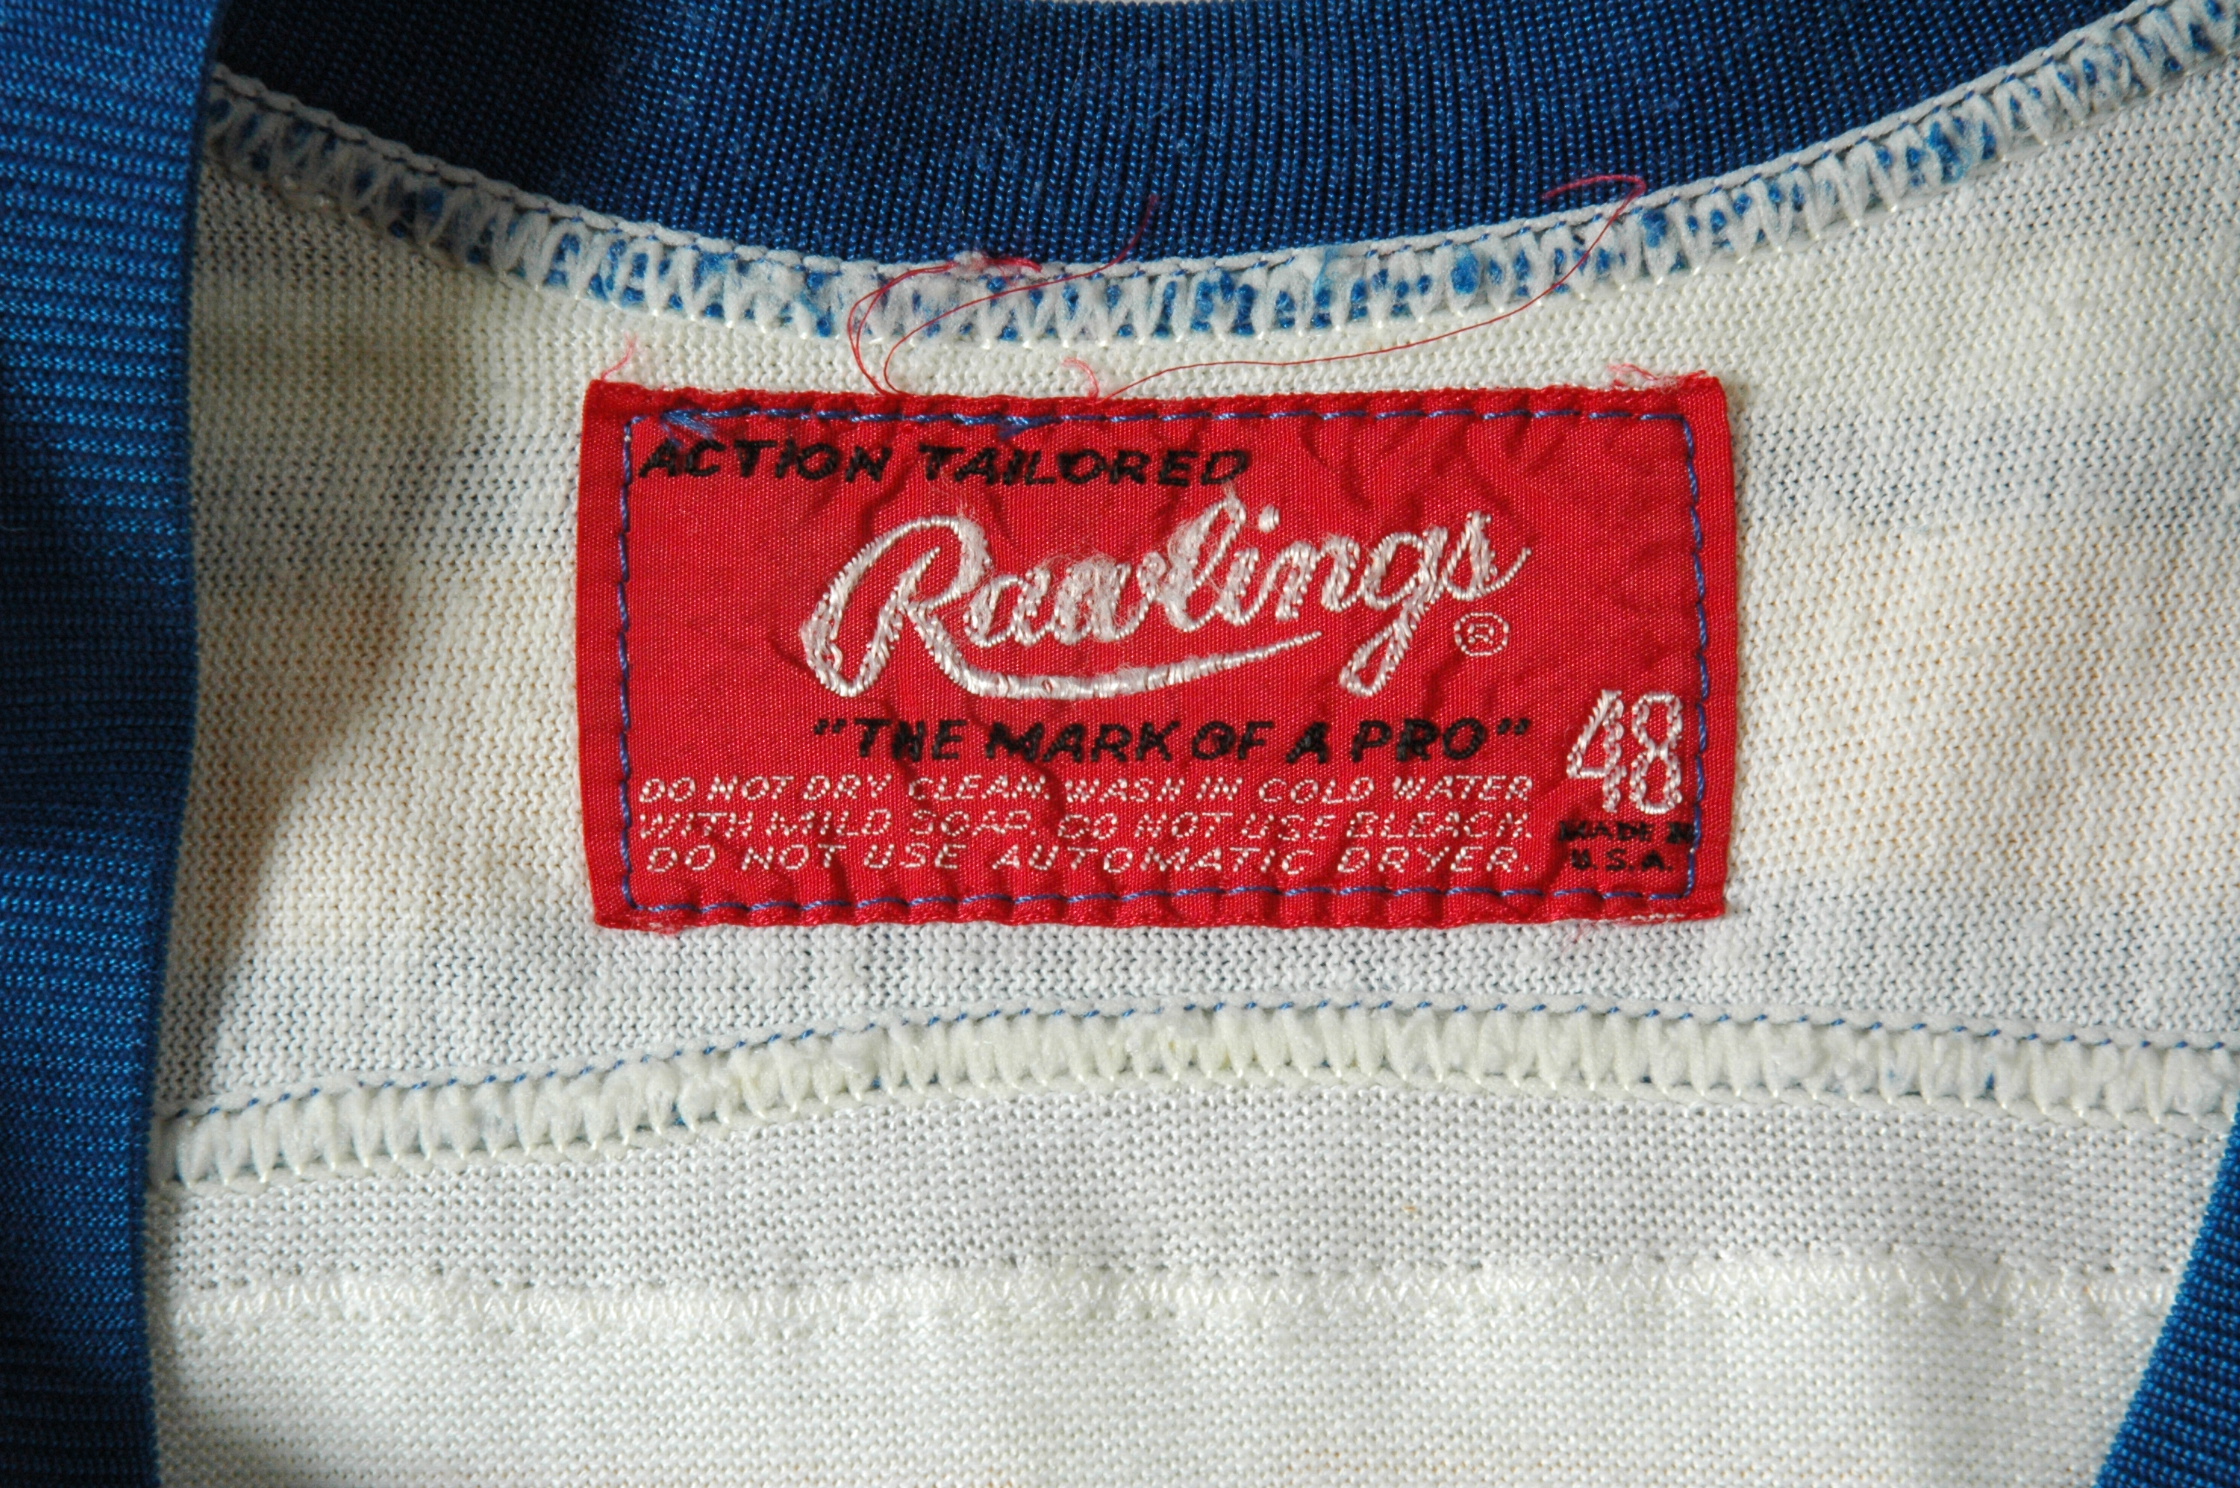 ACTION TAILORED
Rawlings ®
"THE MARK OF A PRO"
48
DO NOT DRY CLEAN. WASH IN COLD WATER
WITH MILD SOAP. DO NOT USE BLEACH.
DO NOT USE AUTOMATIC DRYER.
MADE IN
U.S.A.